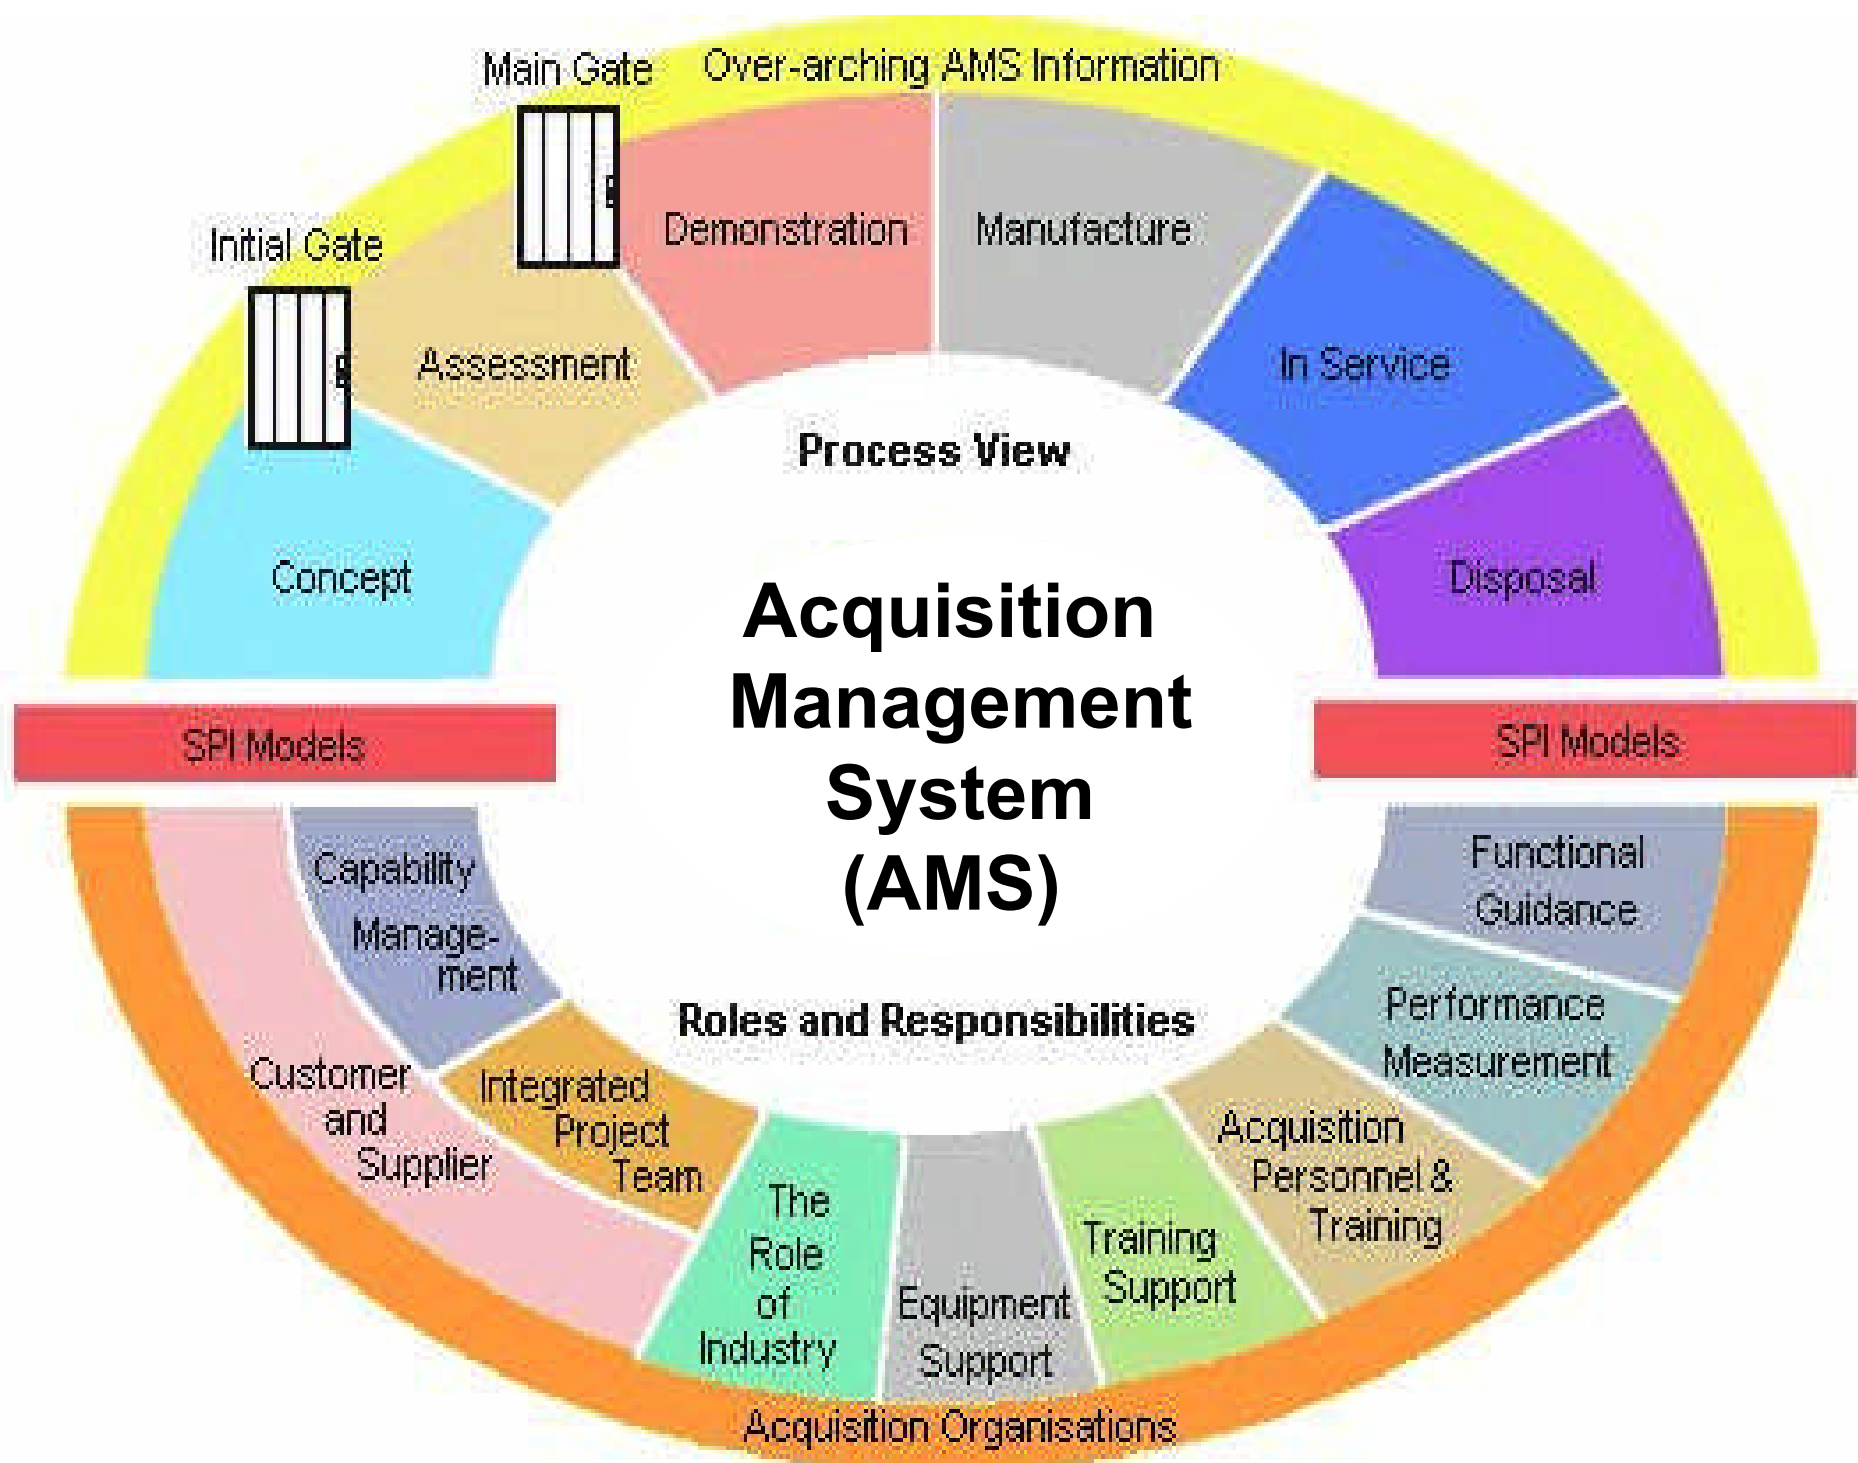 Main Gate
Over-arching AMS Information
Initial Gate
Demonstration
Manufacture
Assessment
In Service
Concept
Disposal
Process View
Acquisition
Management
System
(AMS)
SPI Models
SPI Models
Roles and Responsibilities
Capability
Manage-
ment
Customer
and
Supplier
Integrated
Project
Team
The
Role
of
Industry
Equipment
Support
Training
Support
Acquisition
Personnel &
Training
Performance
Measurement
Functional
Guidance
Acquisition Organisations